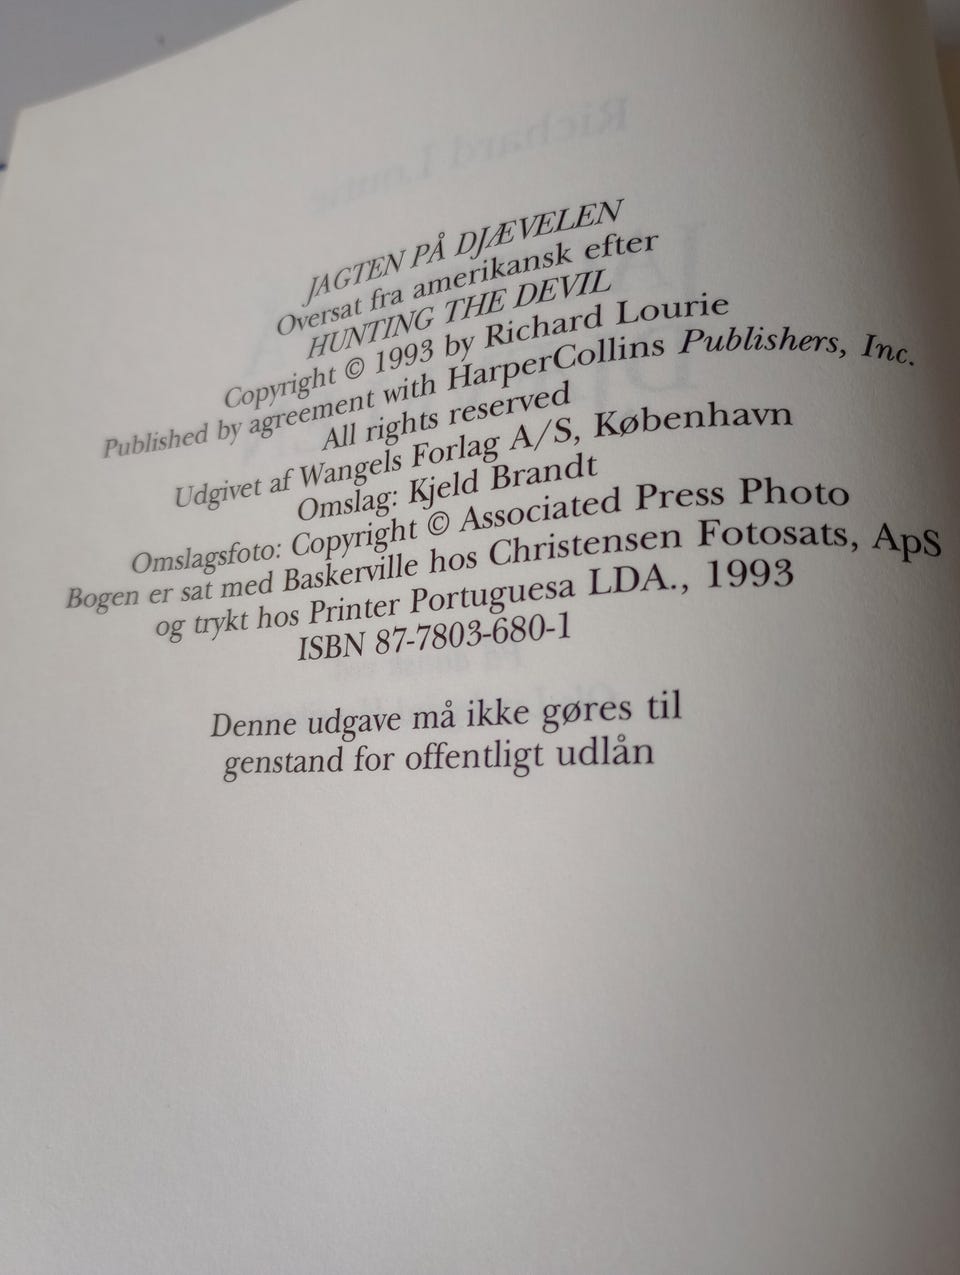 JAGTEN PÅ DJÆVELEN
Oversat fra amerikansk efter
HUNTING THE DEVIL
Copyright © 1993 by Richard Lourie
Published by agreement with HarperCollins Publishers, Inc.
All rights reserved
Udgivet af Wangels Forlag A/S, København
Omslag: Kjeld Brandt
Omslagsfoto: Copyright © Associated Press Photo
Bogen er sat med Baskerville hos Christensen Fotosats, ApS
og trykt hos Printer Portuguesa LDA., 1993
ISBN 87-7803-680-1
Denne udgave må ikke gøres til
genstand for offentligt udlån